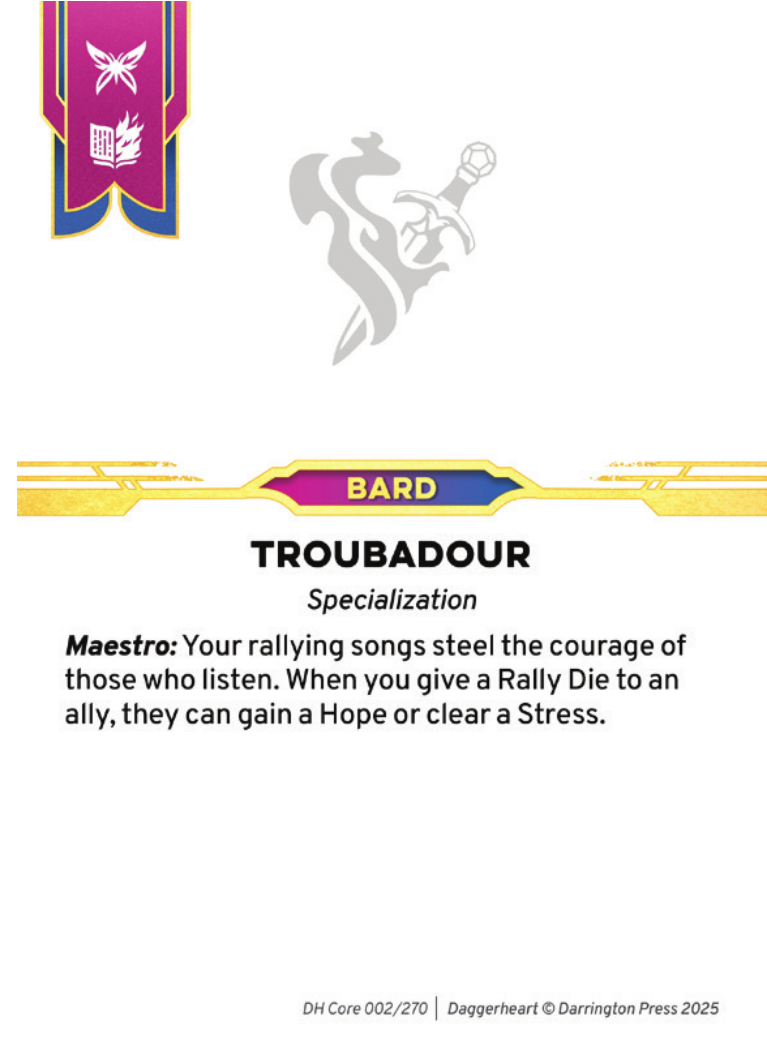 BARD
TROUBADOUR
Specialization
Maestro: Your rallying songs steel the courage of
those who listen. When you give a Rally Die to an
ally, they can gain a Hope or clear a Stress.
DH Core 002/270 | Daggerheart © Darrington Press 2025